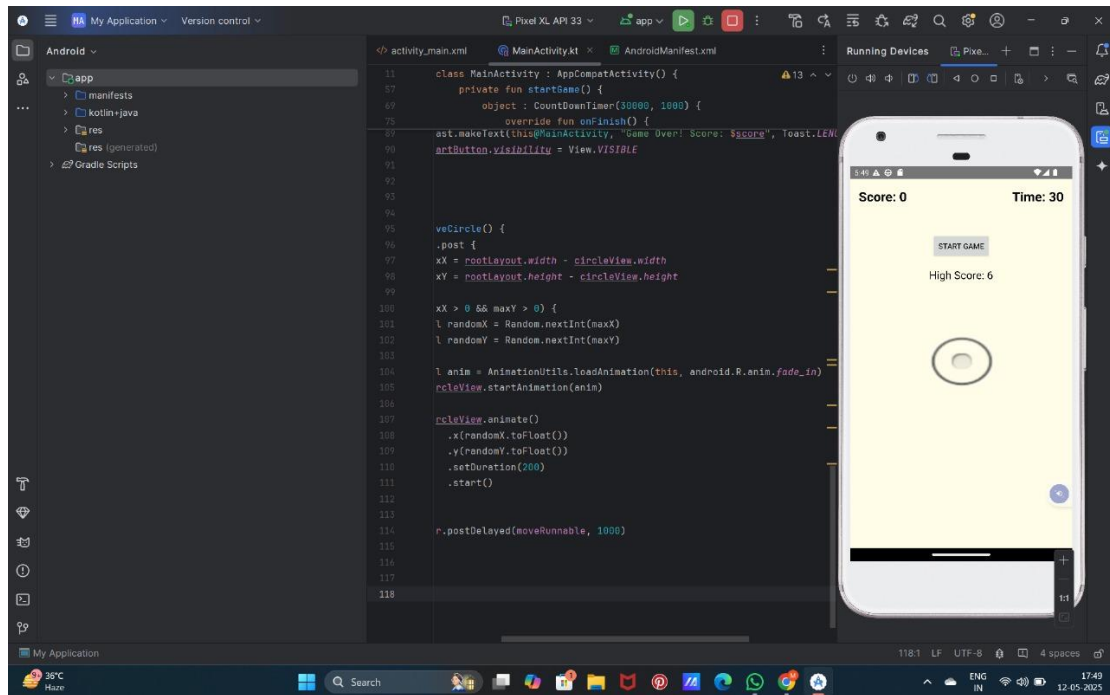 MA My Application Version control
Pixel XL API 33 app
Android
app
manifests
kotlin+java
res
res (generated)
Gradle Scripts
activity_main.xml MainActivity.kt AndroidManifest.xml
11 class MainActivity : AppCompatActivity() {
13
57 private fun startGame() {
69 object : CountDownTimer(30000, 1000) {
75 override fun onFinish() {
89 ast.makeText(this@MainActivity, "Game Over! Score: $score", Toast.LENG
90 artButton.visibility = View.VISIBLE
91
92
93
94
95 veCircle() {
96 .post {
97 xX = rootLayout.width - circleView.width
98 xY = rootLayout.height - circleView.height
99
100 xX > 0 && maxY > 0) {
101 l randomX = Random.nextInt(maxX)
102 l randomY = Random.nextInt(maxY)
103
104 l anim = AnimationUtils.loadAnimation(this, android.R.anim.fade_in)
105 rcleView.startAnimation(anim)
106
107 rcleView.animate()
108 .x(randomX.toFloat())
109 .y(randomY.toFloat())
110 .setDuration(200)
111 .start()
112
113
114 r.postDelayed(moveRunnable, 1000)
115
116
117
118
Running Devices Pixe...
5:49
Score: 0 Time: 30
START GAME
High Score: 6
1:1
My Application
118:1 LF UTF-8 4 spaces
36°C
Haze
Search
ENG
IN
17:49
12-05-2025